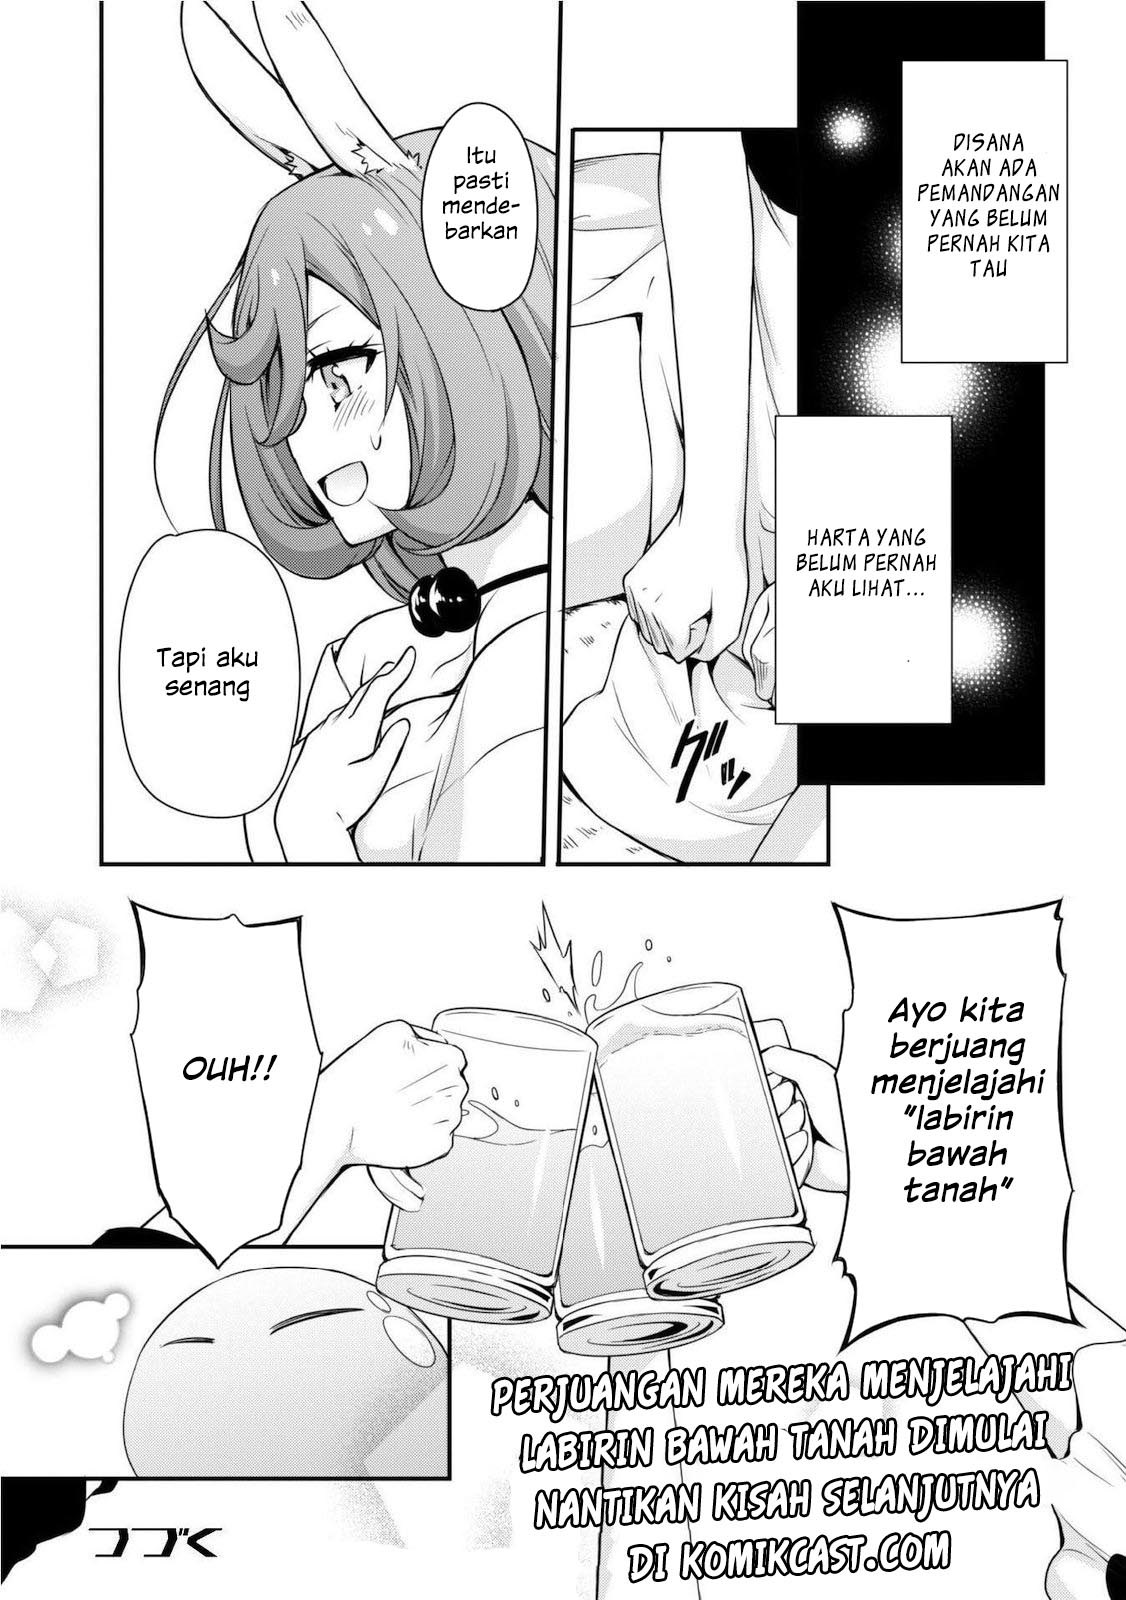 DISANA
AKAN ADA
PEMANDANGAN
YANG BELUM
PERNAH KITA
TAU
HARTA YANG
BELUM PERNAH
AKU LIHAT...
グッ
Itu
pasti
mende-
barkan
Tapi aku
senang
Ayo kita
berjuang
menjelajahi
"labirin
bawah
tanah"
OUH!!
PERJUANGAN MEREKA MENJELAJAHI
LABIRIN BAWAH TANAH DIMULAI
NANTIKAN KISAH SELANJUTNYA
DI KOMIKCAST.COM
つづく